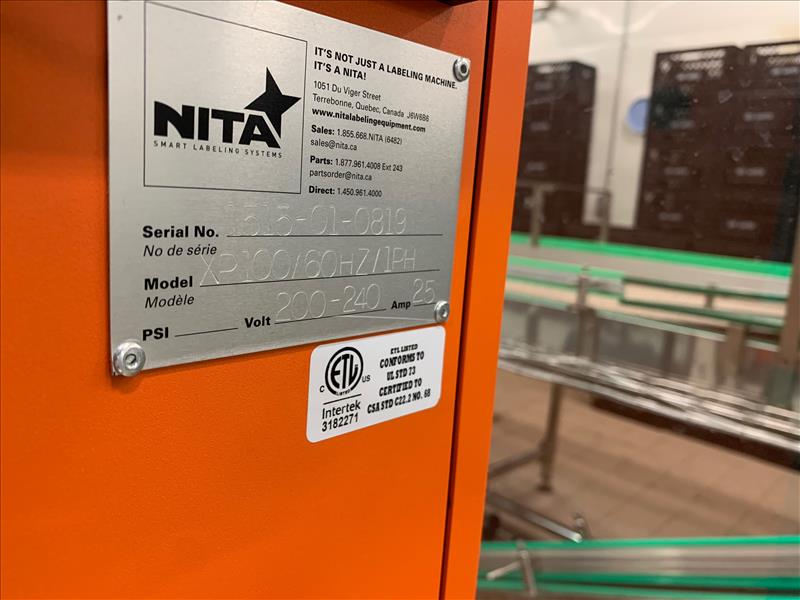 NITA
SMART LABELING SYSTEMS
IT'S NOT JUST A LABELING MACHINE.
IT'S A NITA!
1051 Du Viger Street
Terrebonne, Quebec, Canada J6W6B6
www.nitalabelingequipment.com
Sales: 1.855.668.NITA (6482)
sales@nita.ca
Parts: 1.877.961.4008 Ext 243
partsorder@nita.ca
Direct: 1.450.961.4000
Serial No. 1515-01-0819
No de série
Model XP100/60HZ/1PH
Modèle
PSI Volt 200-240 Amp 25
ETL LISTED
CONFORMS TO
UL STD 73
CERTIFIED TO
CSA STD C22.2 NO. 68
C ETL US
LISTED
Intertek
3182271